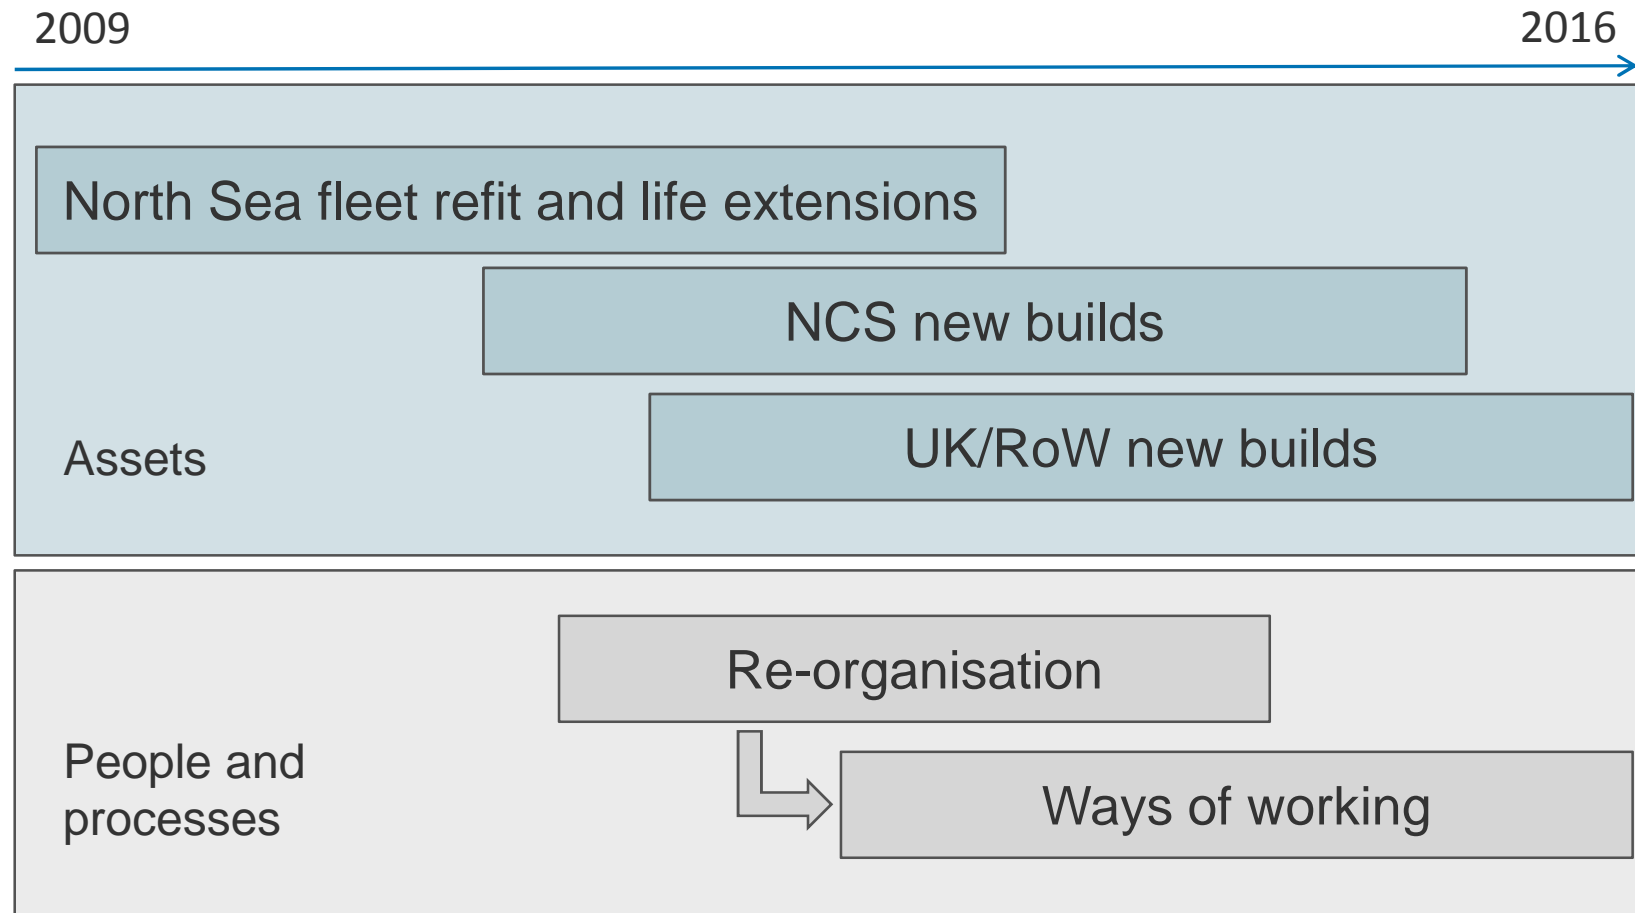 2009
2016
North Sea fleet refit and life extensions
NCS new builds
UK/RoW new builds
Assets
Re-organisation
People and
processes
Ways of working